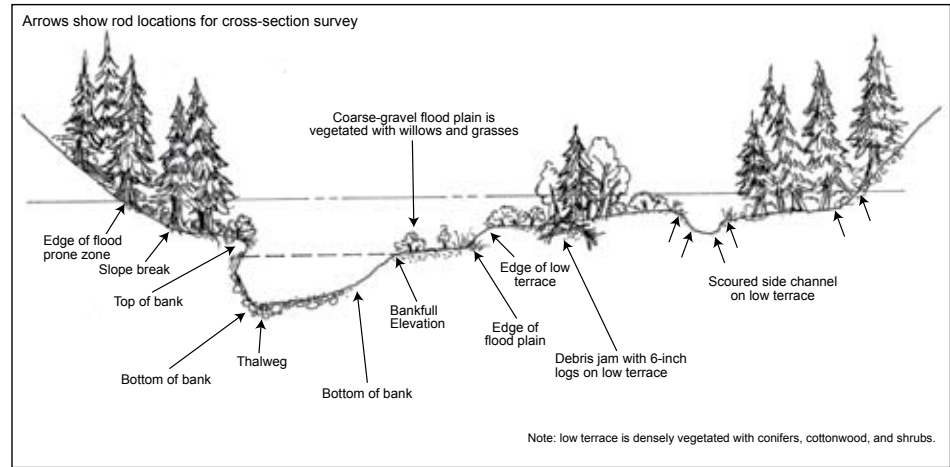 Arrows show rod locations for cross-section survey
Coarse-gravel flood plain is
vegetated with willows and grasses
Edge of flood
prone zone
Slope break
Top of bank
Bottom of bank
Thalweg
Bottom of bank
Bankfull
Elevation
Edge of
flood plain
Edge of low
terrace
Debris jam with 6-inch
logs on low terrace
Scoured side channel
on low terrace
Note: low terrace is densely vegetated with conifers, cottonwood, and shrubs.